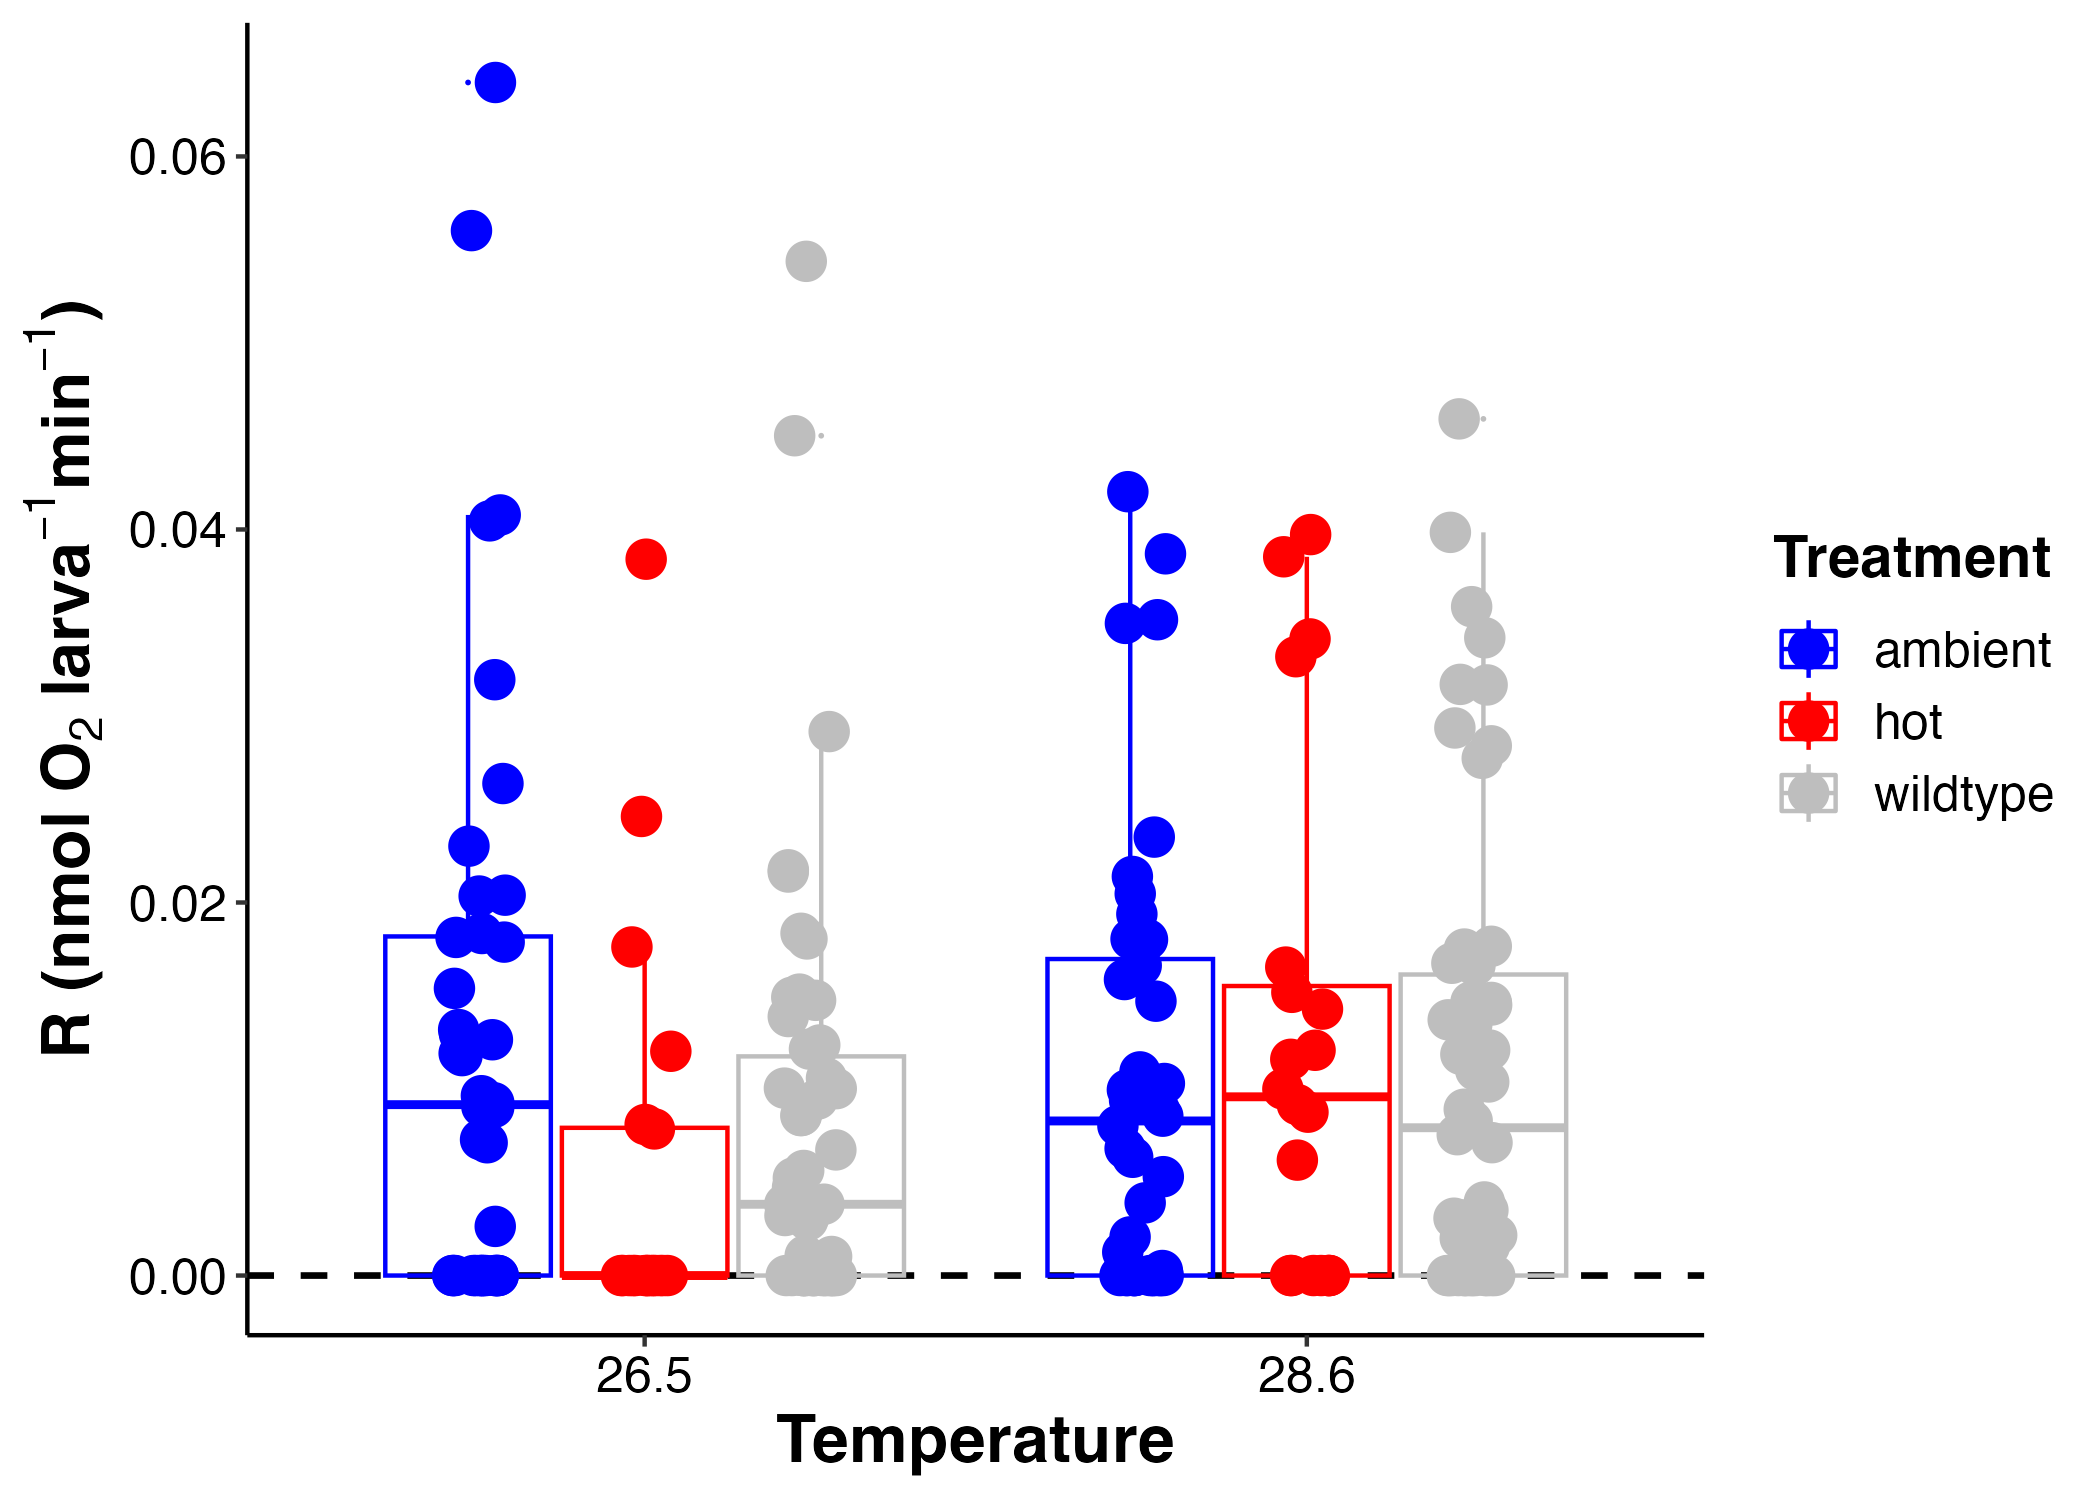 R (nmol O₂ larva⁻¹min⁻¹)
0.06
0.04
0.02
0.00
26.5 28.6
Temperature
Treatment
ambient
hot
wildtype